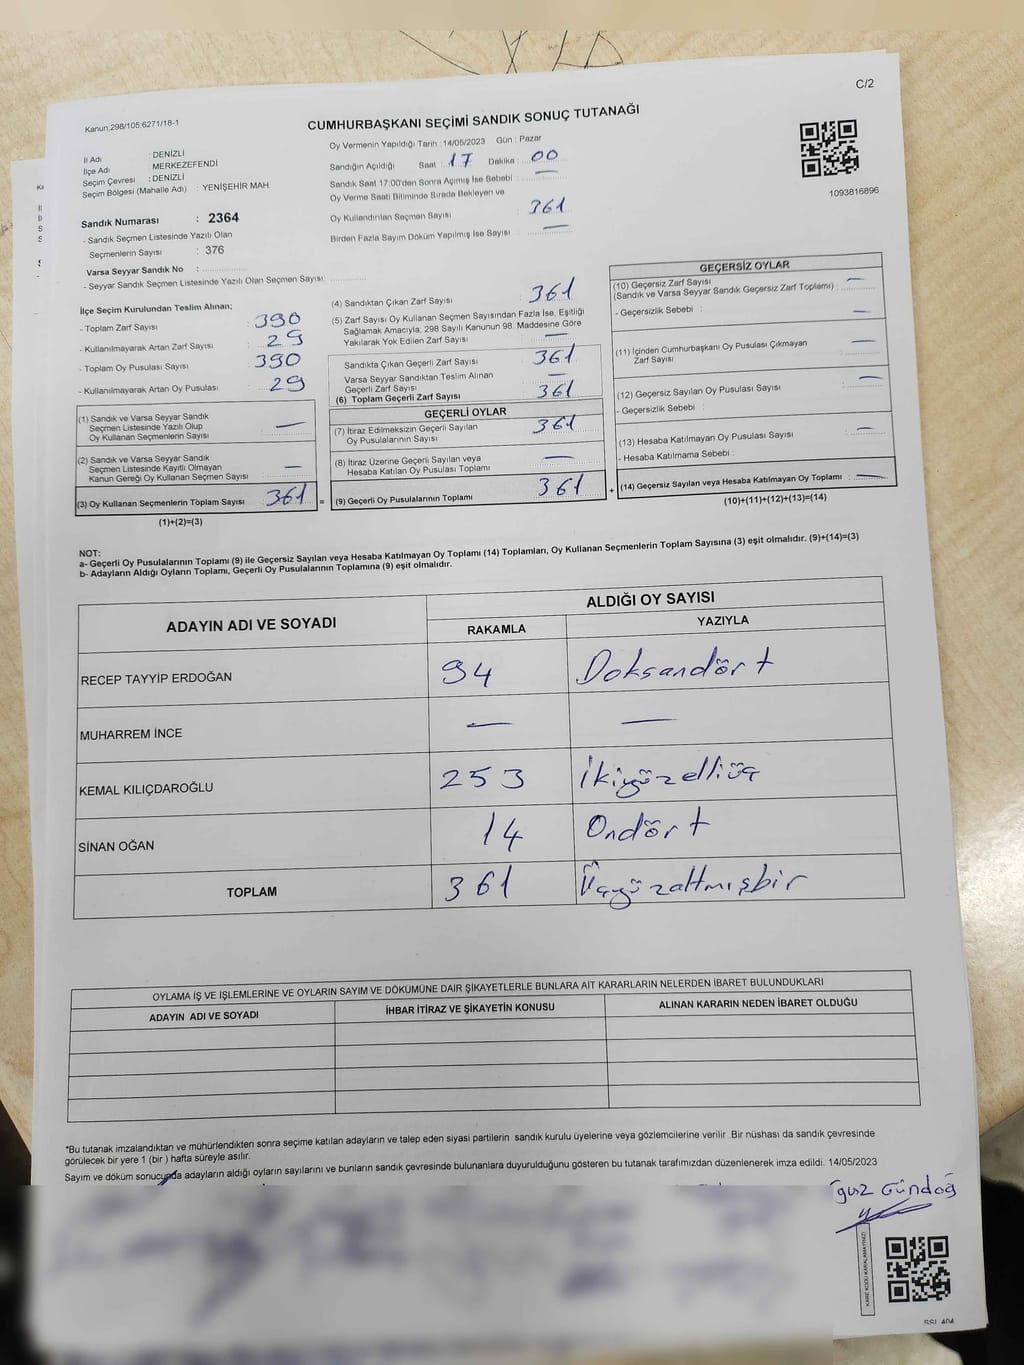 C/2
Kanun:298/105;6271/18-1
CUMHURBAŞKANI SEÇİMİ SANDIK SONUÇ TUTANAĞI
İl Adı : DENİZLİ
İlçe Adı : MERKEZEFENDİ
Seçim Çevresi : DENİZLİ
Seçim Bölgesi (Mahalle Adı) : YENİŞEHİR MAH.
Sandık Numarası : 2364
- Sandık Seçmen Listesinde Yazılı Olan
Seçmenlerin Sayısı : 376
Varsa Seyyar Sandık No :
- Seyyar Sandık Seçmen Listesinde Yazılı Olan Seçmen Sayısı:
Oy Vermenin Yapıldığı Tarih : 14/05/2023 Gün : Pazar
Sandığın Açıldığı Saat : 17 Dakika : 00
Sandık Saat 17:00'den Sonra Açılmış İse Sebebi : —
Oy Verme Saati Bitiminde Sırada Bekleyen ve
Oy Kullandırılan Seçmen Sayısı : 361
Birden Fazla Sayım Döküm Yapılmış İse Sayısı : —
1093816896
İlçe Seçim Kurulundan Teslim Alınan;
- Toplam Zarf Sayısı : 390
- Kullanılmayarak Artan Zarf Sayısı : 29
- Toplam Oy Pusulası Sayısı : 390
- Kullanılmayarak Artan Oy Pusulası : 29
(1) Sandık ve Varsa Seyyar Sandık
Seçmen Listesinde Yazılı Olup
Oy Kullanan Seçmenlerin Sayısı —
(2) Sandık ve Varsa Seyyar Sandık
Seçmen Listesinde Kayıtlı Olmayan
Kanun Gereği Oy Kullanan Seçmen Sayısı —
(3) Oy Kullanan Seçmenlerin Toplam Sayısı 361 =
(1)+(2)=(3)
(4) Sandıktan Çıkan Zarf Sayısı : 361
(5) Zarf Sayısı Oy Kullanan Seçmen Sayısından Fazla İse, Eşitliği
Sağlamak Amacıyla; 298 Sayılı Kanunun 98. Maddesine Göre
Yakılarak Yok Edilen Zarf Sayısı : —
Sandıkta Çıkan Geçerli Zarf Sayısı : 361
Varsa Seyyar Sandıktan Teslim Alınan
Geçerli Zarf Sayısı : —
(6) Toplam Geçerli Zarf Sayısı : 361
GEÇERLİ OYLAR
(7) İtiraz Edilmeksizin Geçerli Sayılan
Oy Pusulalarının Sayısı : 361
(8) İtiraz Üzerine Geçerli Sayılan veya
Hesaba Katılan Oy Pusulası Toplamı : —
(9) Geçerli Oy Pusulalarının Toplamı : 361 +
GEÇERSİZ OYLAR
(10) Geçersiz Zarf Sayısı
(Sandık ve Varsa Seyyar Sandık Geçersiz Zarf Toplamı) : —
- Geçersizlik Sebebi : —
(11) İçinden Cumhurbaşkanı Oy Pusulası Çıkmayan
Zarf Sayısı : —
(12) Geçersiz Sayılan Oy Pusulası Sayısı : —
- Geçersizlik Sebebi :
(13) Hesaba Katılmayan Oy Pusulası Sayısı : —
- Hesaba Katılmama Sebebi :
(14) Geçersiz Sayılan veya Hesaba Katılmayan Oy Toplamı : —
(10)+(11)+(12)+(13)=(14)
NOT:
a- Geçerli Oy Pusulalarının Toplamı (9) ile Geçersiz Sayılan veya Hesaba Katılmayan Oy Toplamı (14) Toplamları, Oy Kullanan Seçmenlerin Toplam Sayısına (3) eşit olmalıdır. (9)+(14)=(3)
b- Adayların Aldığı Oyların Toplamı, Geçerli Oy Pusulalarının Toplamına (9) eşit olmalıdır.
ADAYIN ADI VE SOYADI ALDIĞI OY SAYISI
RAKAMLA YAZIYLA
RECEP TAYYİP ERDOĞAN 94 Doksandört
MUHARREM İNCE — —
KEMAL KILIÇDAROĞLU 253 İkiyüzelliüç
SİNAN OĞAN 14 Ondört
TOPLAM 361 Üçyüzaltmışbir
OYLAMA İŞ VE İŞLEMLERİNE VE OYLARIN SAYIM VE DÖKÜMÜNE DAİR ŞİKAYETLERLE BUNLARA AİT KARARLARIN NELERDEN İBARET BULUNDUKLARI
ADAYIN ADI VE SOYADI İHBAR İTİRAZ VE ŞİKAYETİN KONUSU ALINAN KARARIN NEDEN İBARET OLDUĞU
*Bu tutanak imzalandıktan ve mühürlendikten sonra seçime katılan adayların ve talep eden siyasi partilerin sandık kurulu üyelerine veya gözlemcilerine verilir .Bir nüshası da sandık çevresinde
görülecek bir yere 1 (bir ) hafta süreyle asılır.
Sayım ve döküm sonucunda adayların aldığı oyların sayılarını ve bunların sandık çevresinde bulunanlara duyurulduğunu gösteren bu tutanak tarafımızdan düzenlenerek imza edildi. 14/05/2023
ğuz Gündoğ
KARE KODU KARALAMAYINIZ!